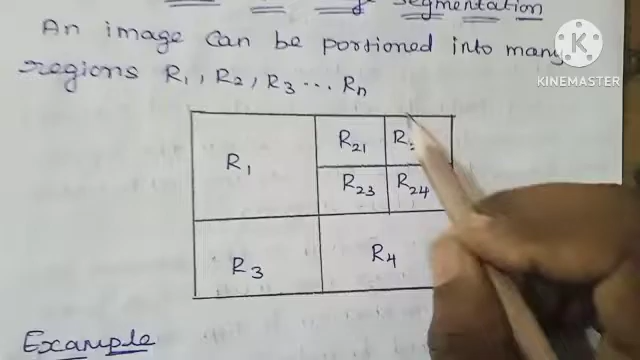 segmentation
An image can be portioned into many
regions R1, R2, R3 ... Rn
KINEMASTER
R1 R21
R23 R24
R3 R4
Example